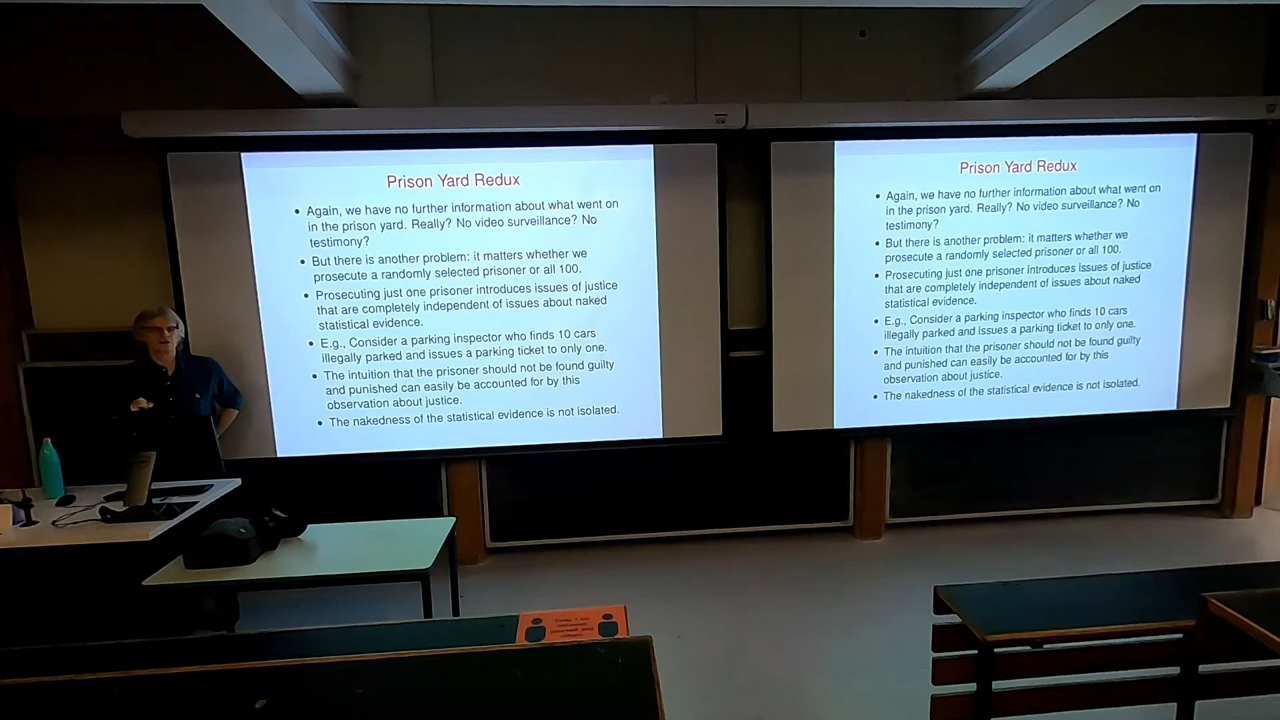 Prison Yard Redux
• Again, we have no further information about what went on
in the prison yard. Really? No video surveillance? No
testimony?
• But there is another problem: it matters whether we
prosecute a randomly selected prisoner or all 100.
• Prosecuting just one prisoner introduces issues of justice
that are completely independent of issues about naked
statistical evidence.
• E.g., Consider a parking inspector who finds 10 cars
illegally parked and issues a parking ticket to only one.
• The intuition that the prisoner should not be found guilty
and punished can easily be accounted for by this
observation about justice.
• The nakedness of the statistical evidence is not isolated.
Prison Yard Redux
• Again, we have no further information about what went on
in the prison yard. Really? No video surveillance? No
testimony?
• But there is another problem: it matters whether we
prosecute a randomly selected prisoner or all 100.
• Prosecuting just one prisoner introduces issues of justice
that are completely independent of issues about naked
statistical evidence.
• E.g., Consider a parking inspector who finds 10 cars
illegally parked and issues a parking ticket to only one.
• The intuition that the prisoner should not be found guilty
and punished can easily be accounted for by this
observation about justice.
• The nakedness of the statistical evidence is not isolated.